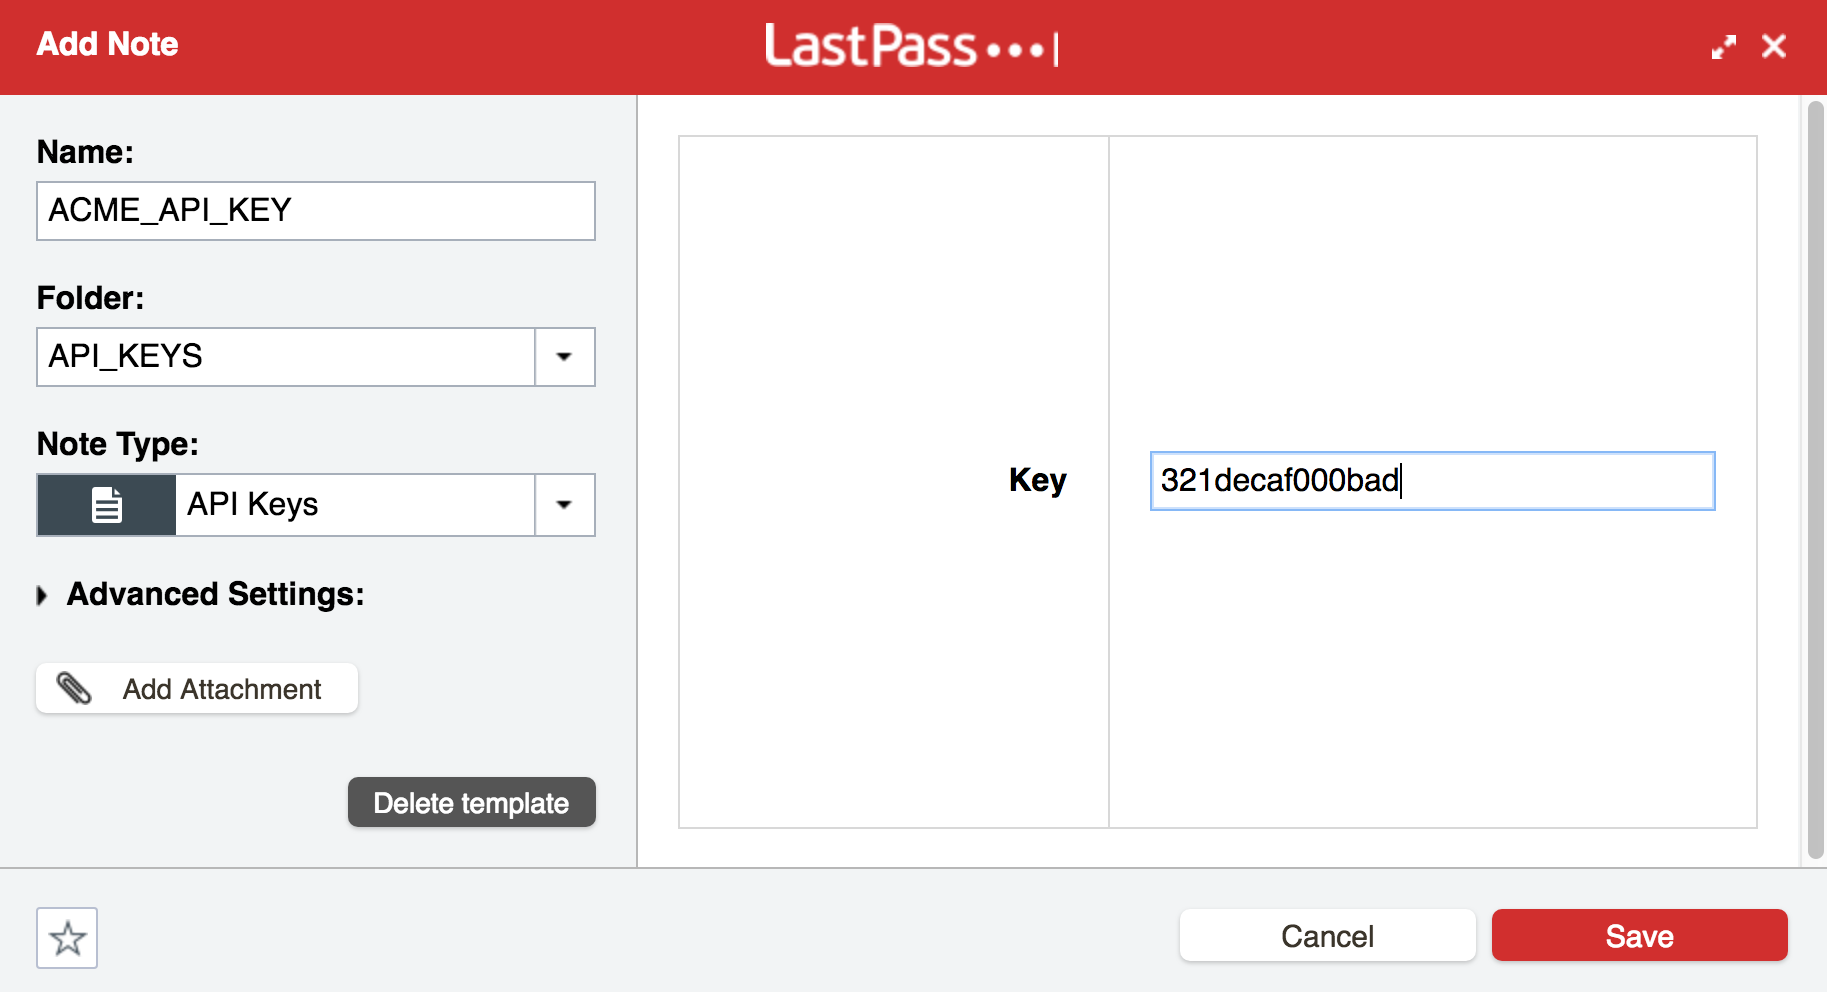 Add Note
LastPass
Name:
ACME_API_KEY
Folder:
API_KEYS
Note Type:
API Keys
Advanced Settings:
Add Attachment
Delete template
Key
321decaf000bad
Cancel
Save